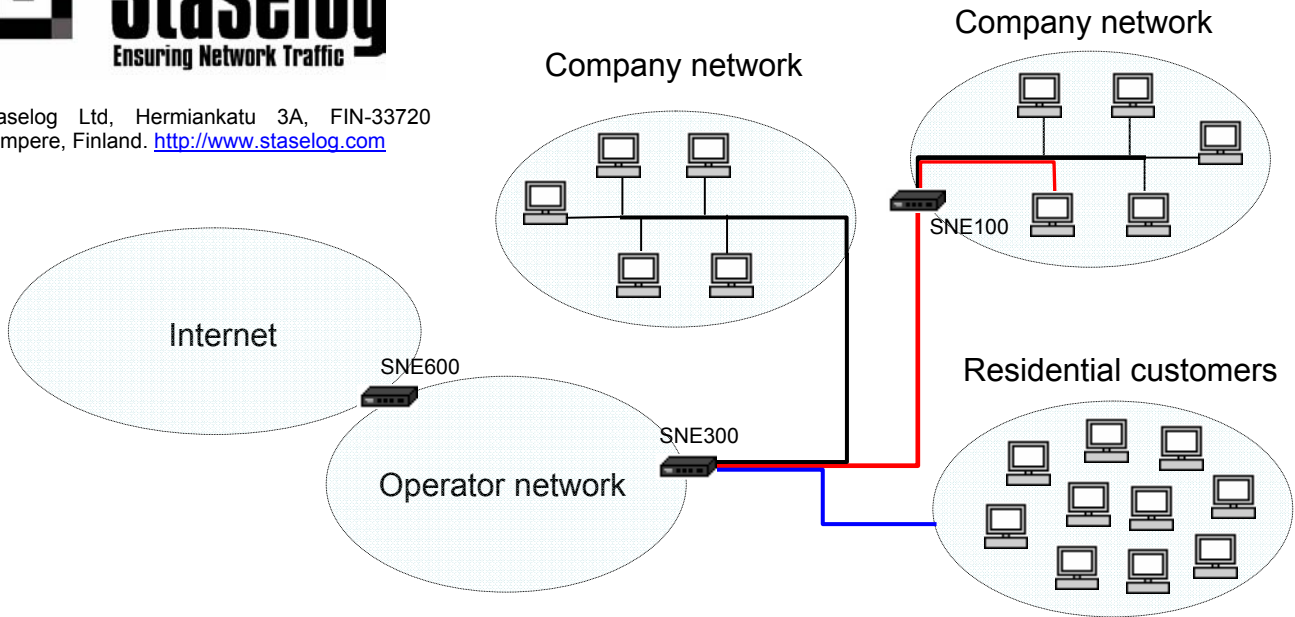 Staselog
Ensuring Network Traffic
aselog Ltd, Hermiankatu 3A, FIN-33720
mpere, Finland. http://www.staselog.com
Company network
Company network
SNE100
Internet
SNE600
Residential customers
SNE300
Operator network